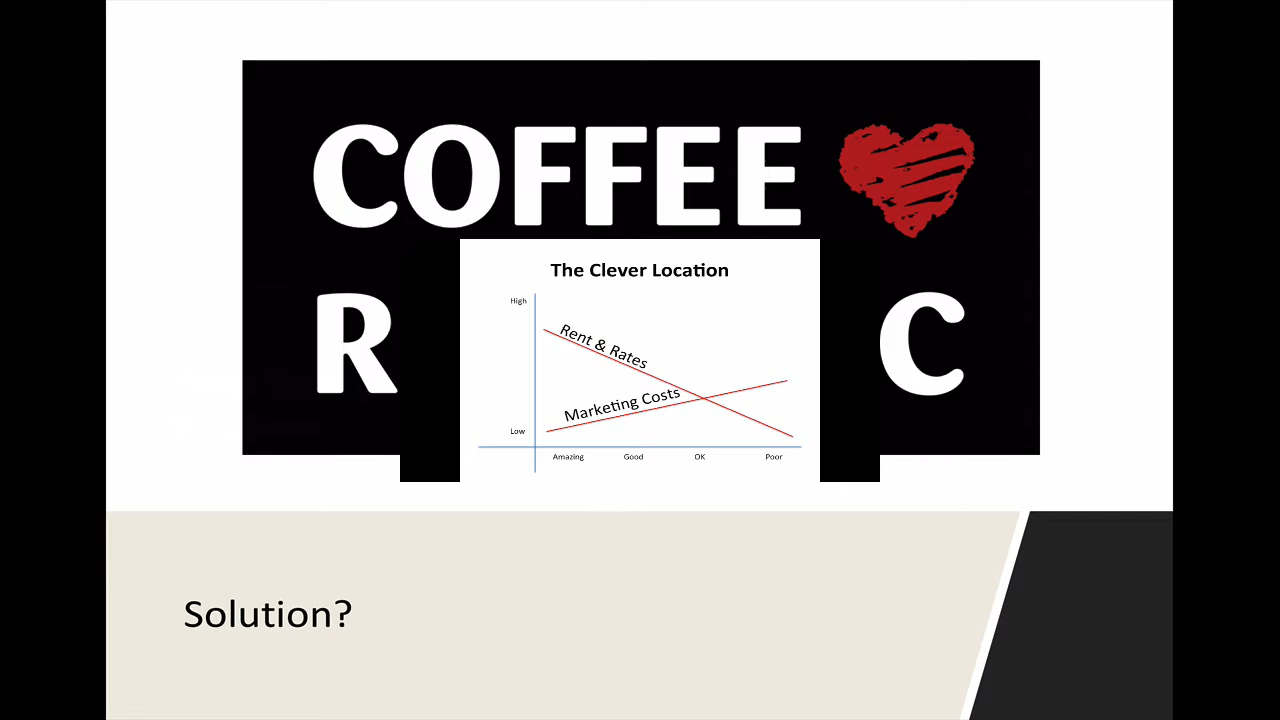 COFFEE
R C
The Clever Location
High
Rent & Rates
Marketing Costs
Low
Amazing Good OK Poor
Solution?